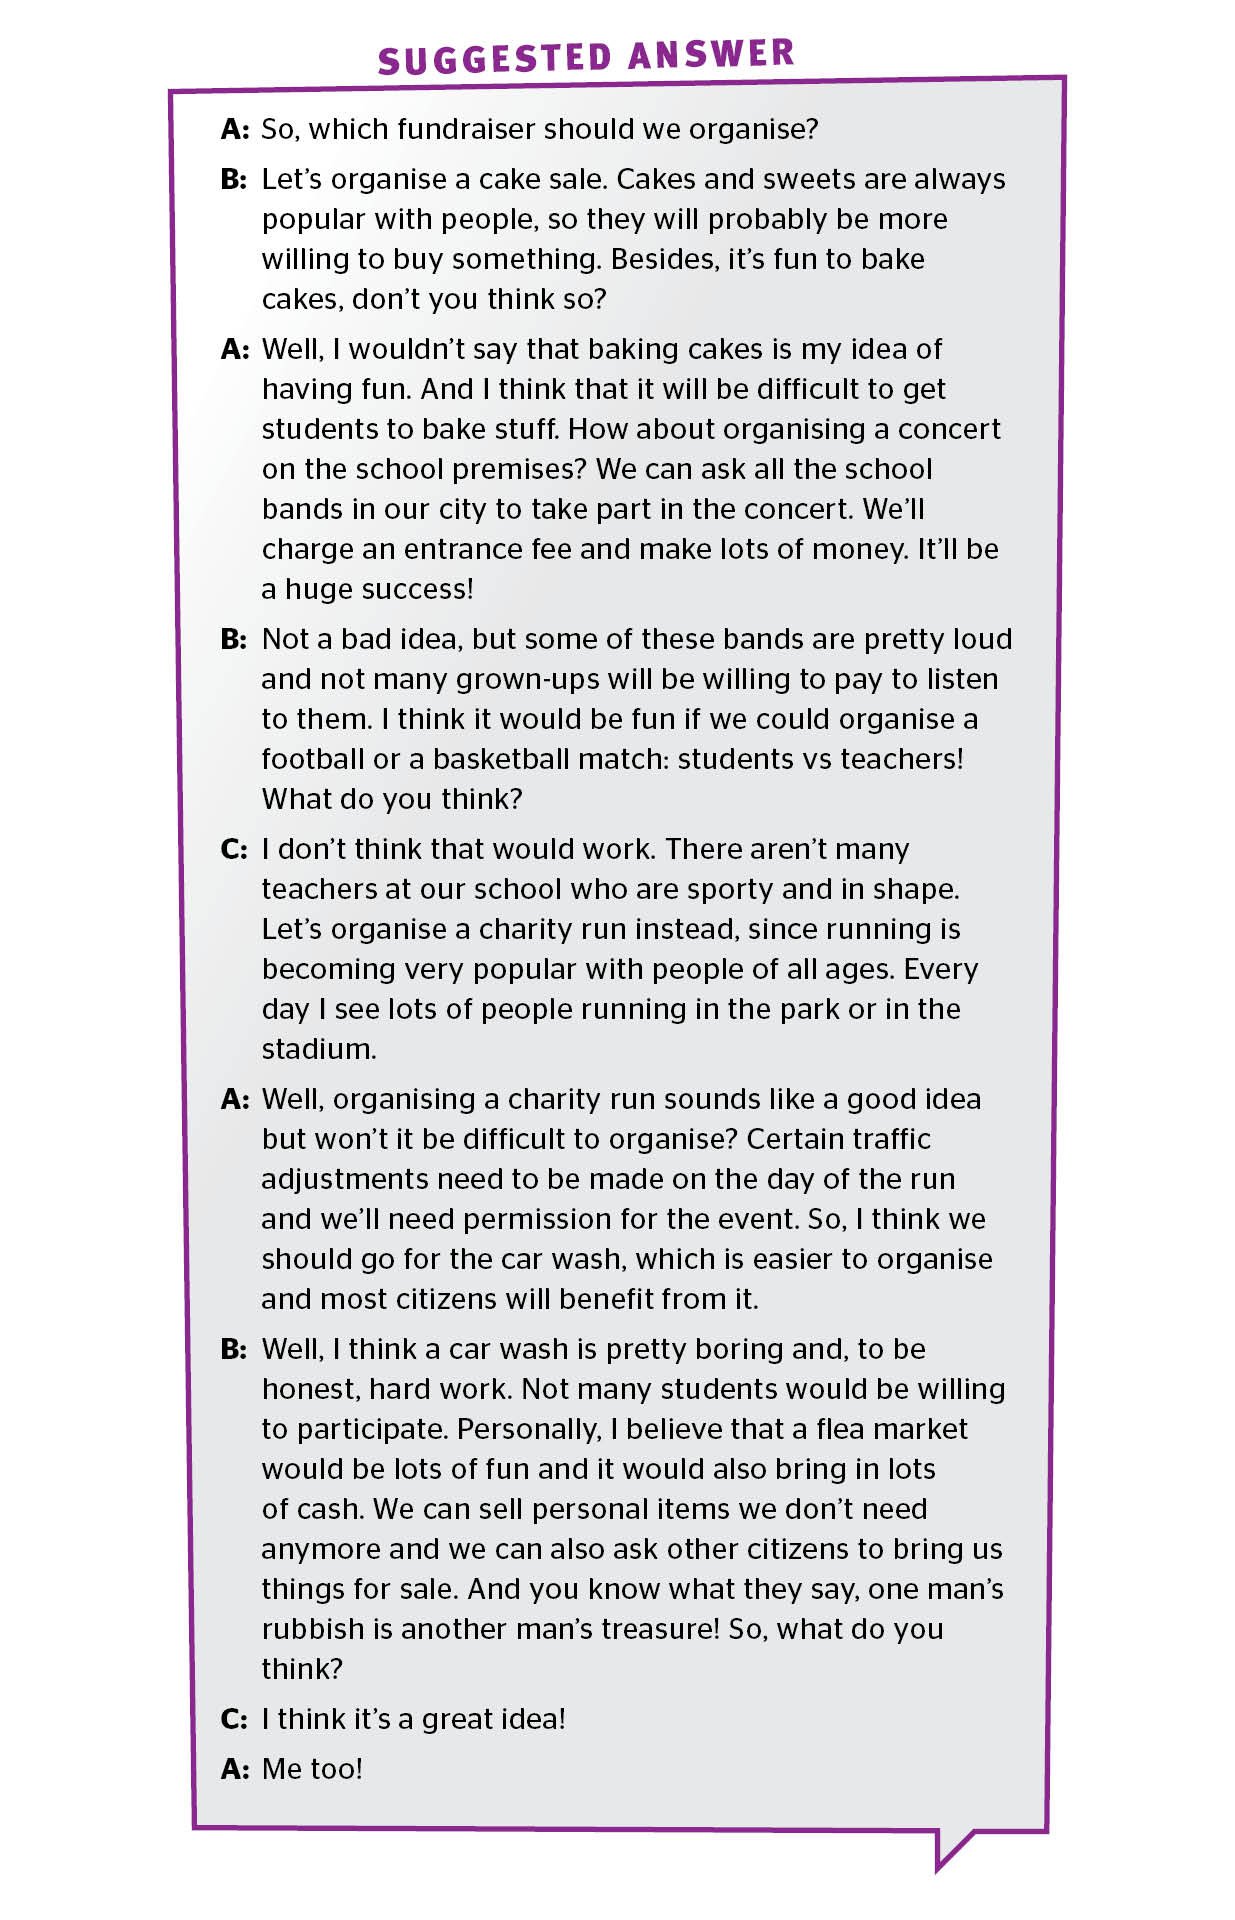 SUGGESTED ANSWER
A: So, which fundraiser should we organise?
B: Let's organise a cake sale. Cakes and sweets are always
popular with people, so they will probably be more
willing to buy something. Besides, it's fun to bake
cakes, don't you think so?
A: Well, I wouldn't say that baking cakes is my idea of
having fun. And I think that it will be difficult to get
students to bake stuff. How about organising a concert
on the school premises? We can ask all the school
bands in our city to take part in the concert. We'll
charge an entrance fee and make lots of money. It'll be
a huge success!
B: Not a bad idea, but some of these bands are pretty loud
and not many grown-ups will be willing to pay to listen
to them. I think it would be fun if we could organise a
football or a basketball match: students vs teachers!
What do you think?
C: I don't think that would work. There aren't many
teachers at our school who are sporty and in shape.
Let's organise a charity run instead, since running is
becoming very popular with people of all ages. Every
day I see lots of people running in the park or in the
stadium.
A: Well, organising a charity run sounds like a good idea
but won't it be difficult to organise? Certain traffic
adjustments need to be made on the day of the run
and we'll need permission for the event. So, I think we
should go for the car wash, which is easier to organise
and most citizens will benefit from it.
B: Well, I think a car wash is pretty boring and, to be
honest, hard work. Not many students would be willing
to participate. Personally, I believe that a flea market
would be lots of fun and it would also bring in lots
of cash. We can sell personal items we don't need
anymore and we can also ask other citizens to bring us
things for sale. And you know what they say, one man's
rubbish is another man's treasure! So, what do you
think?
C: I think it's a great idea!
A: Me too!